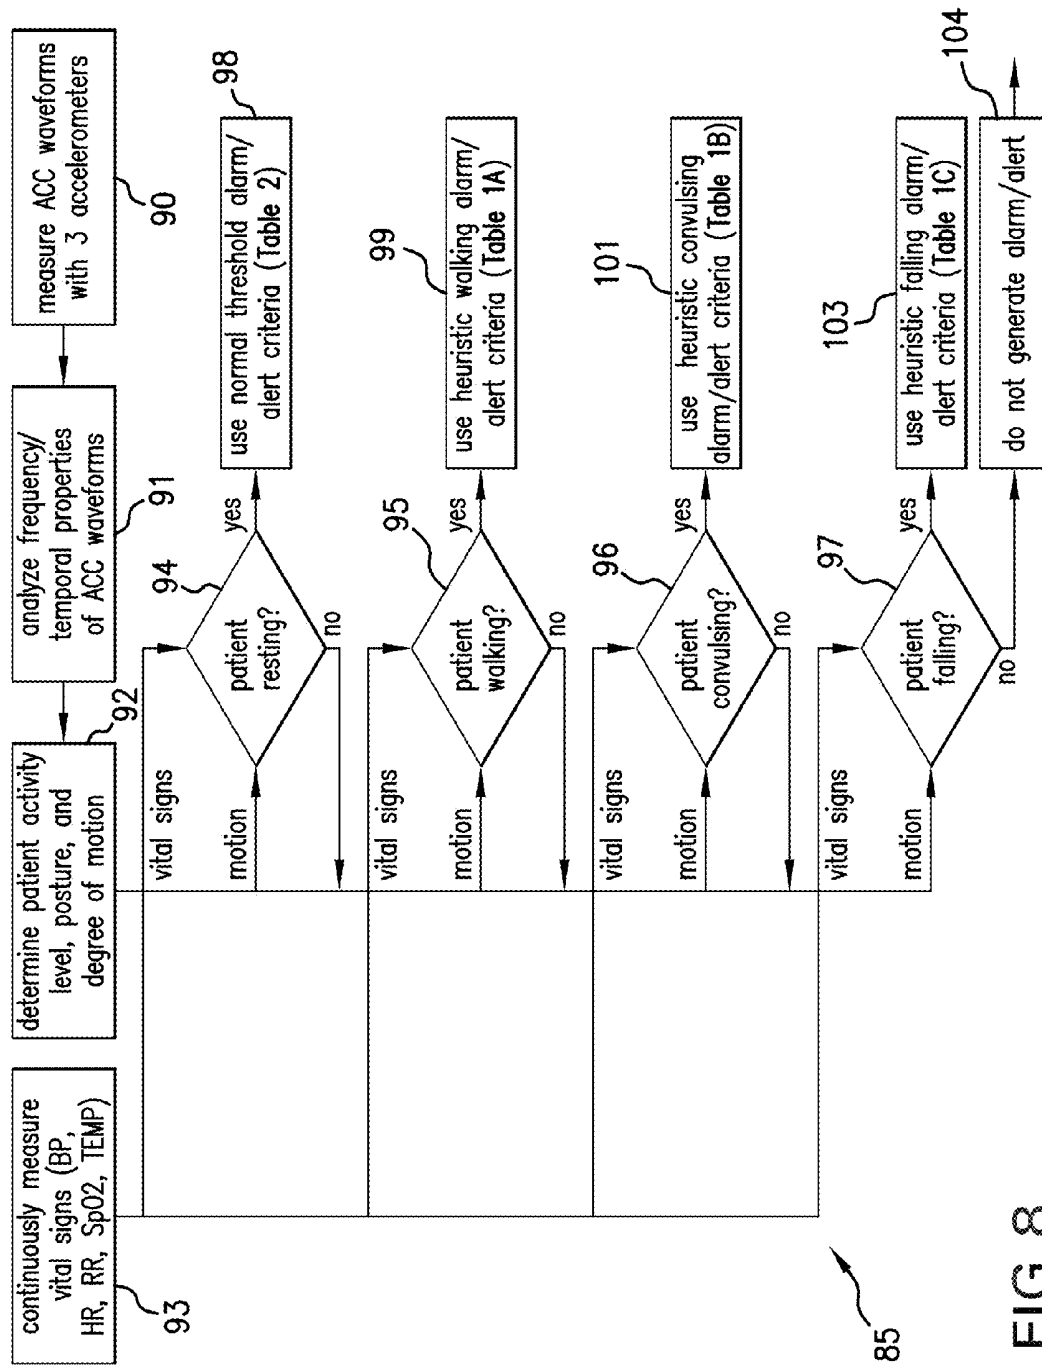 continuously measure
vital signs (BP,
HR, RR, SpO2, TEMP)
93
determine patient activity
level, posture, and
degree of motion
92
analyze frequency/
temporal properties
of ACC waveforms
91
measure ACC waveforms
with 3 accelerometers
90
vital signs
motion
patient
resting?
94
yes
no
use normal threshold alarm/
alert criteria (Table 2)
98
vital signs
motion
patient
walking?
95
yes
no
use heuristic walking alarm/
alert criteria (Table 1A)
99
vital signs
motion
patient
convulsing?
96
yes
no
use heuristic convulsing
alarm/alert criteria (Table 1B)
101
vital signs
motion
patient
falling?
97
yes
no
use heuristic falling alarm/
alert criteria (Table 1C)
103
do not generate alarm/alert
104
85
FIG 8